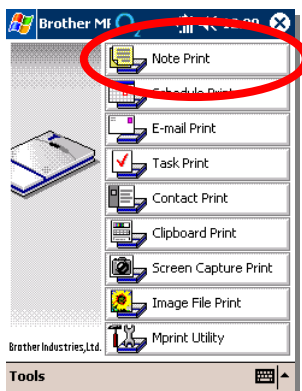 Brother M
Note Print
Schedule Print
E-mail Print
Task Print
Contact Print
Clipboard Print
Screen Capture Print
Image File Print
Mprint Utility
Brother Industries,Ltd.
Tools